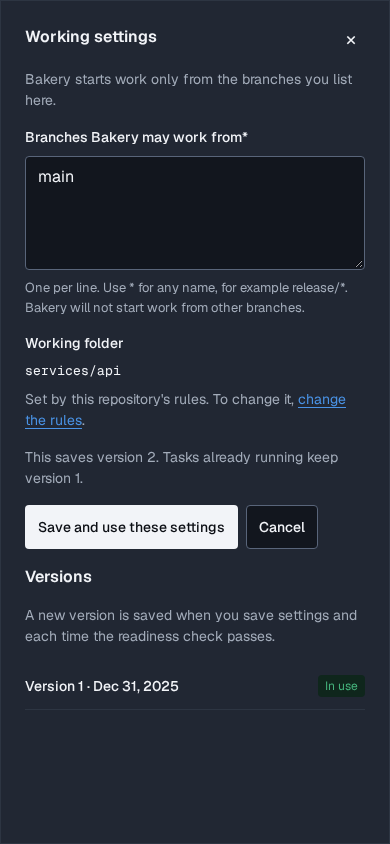 Working settings
×
Bakery starts work only from the branches you list
here.
Branches Bakery may work from*
main
One per line. Use * for any name, for example release/*.
Bakery will not start work from other branches.
Working folder
services/api
Set by this repository's rules. To change it, change
the rules.
This saves version 2. Tasks already running keep
version 1.
Save and use these settings
Cancel
Versions
A new version is saved when you save settings and
each time the readiness check passes.
Version 1 · Dec 31, 2025
In use